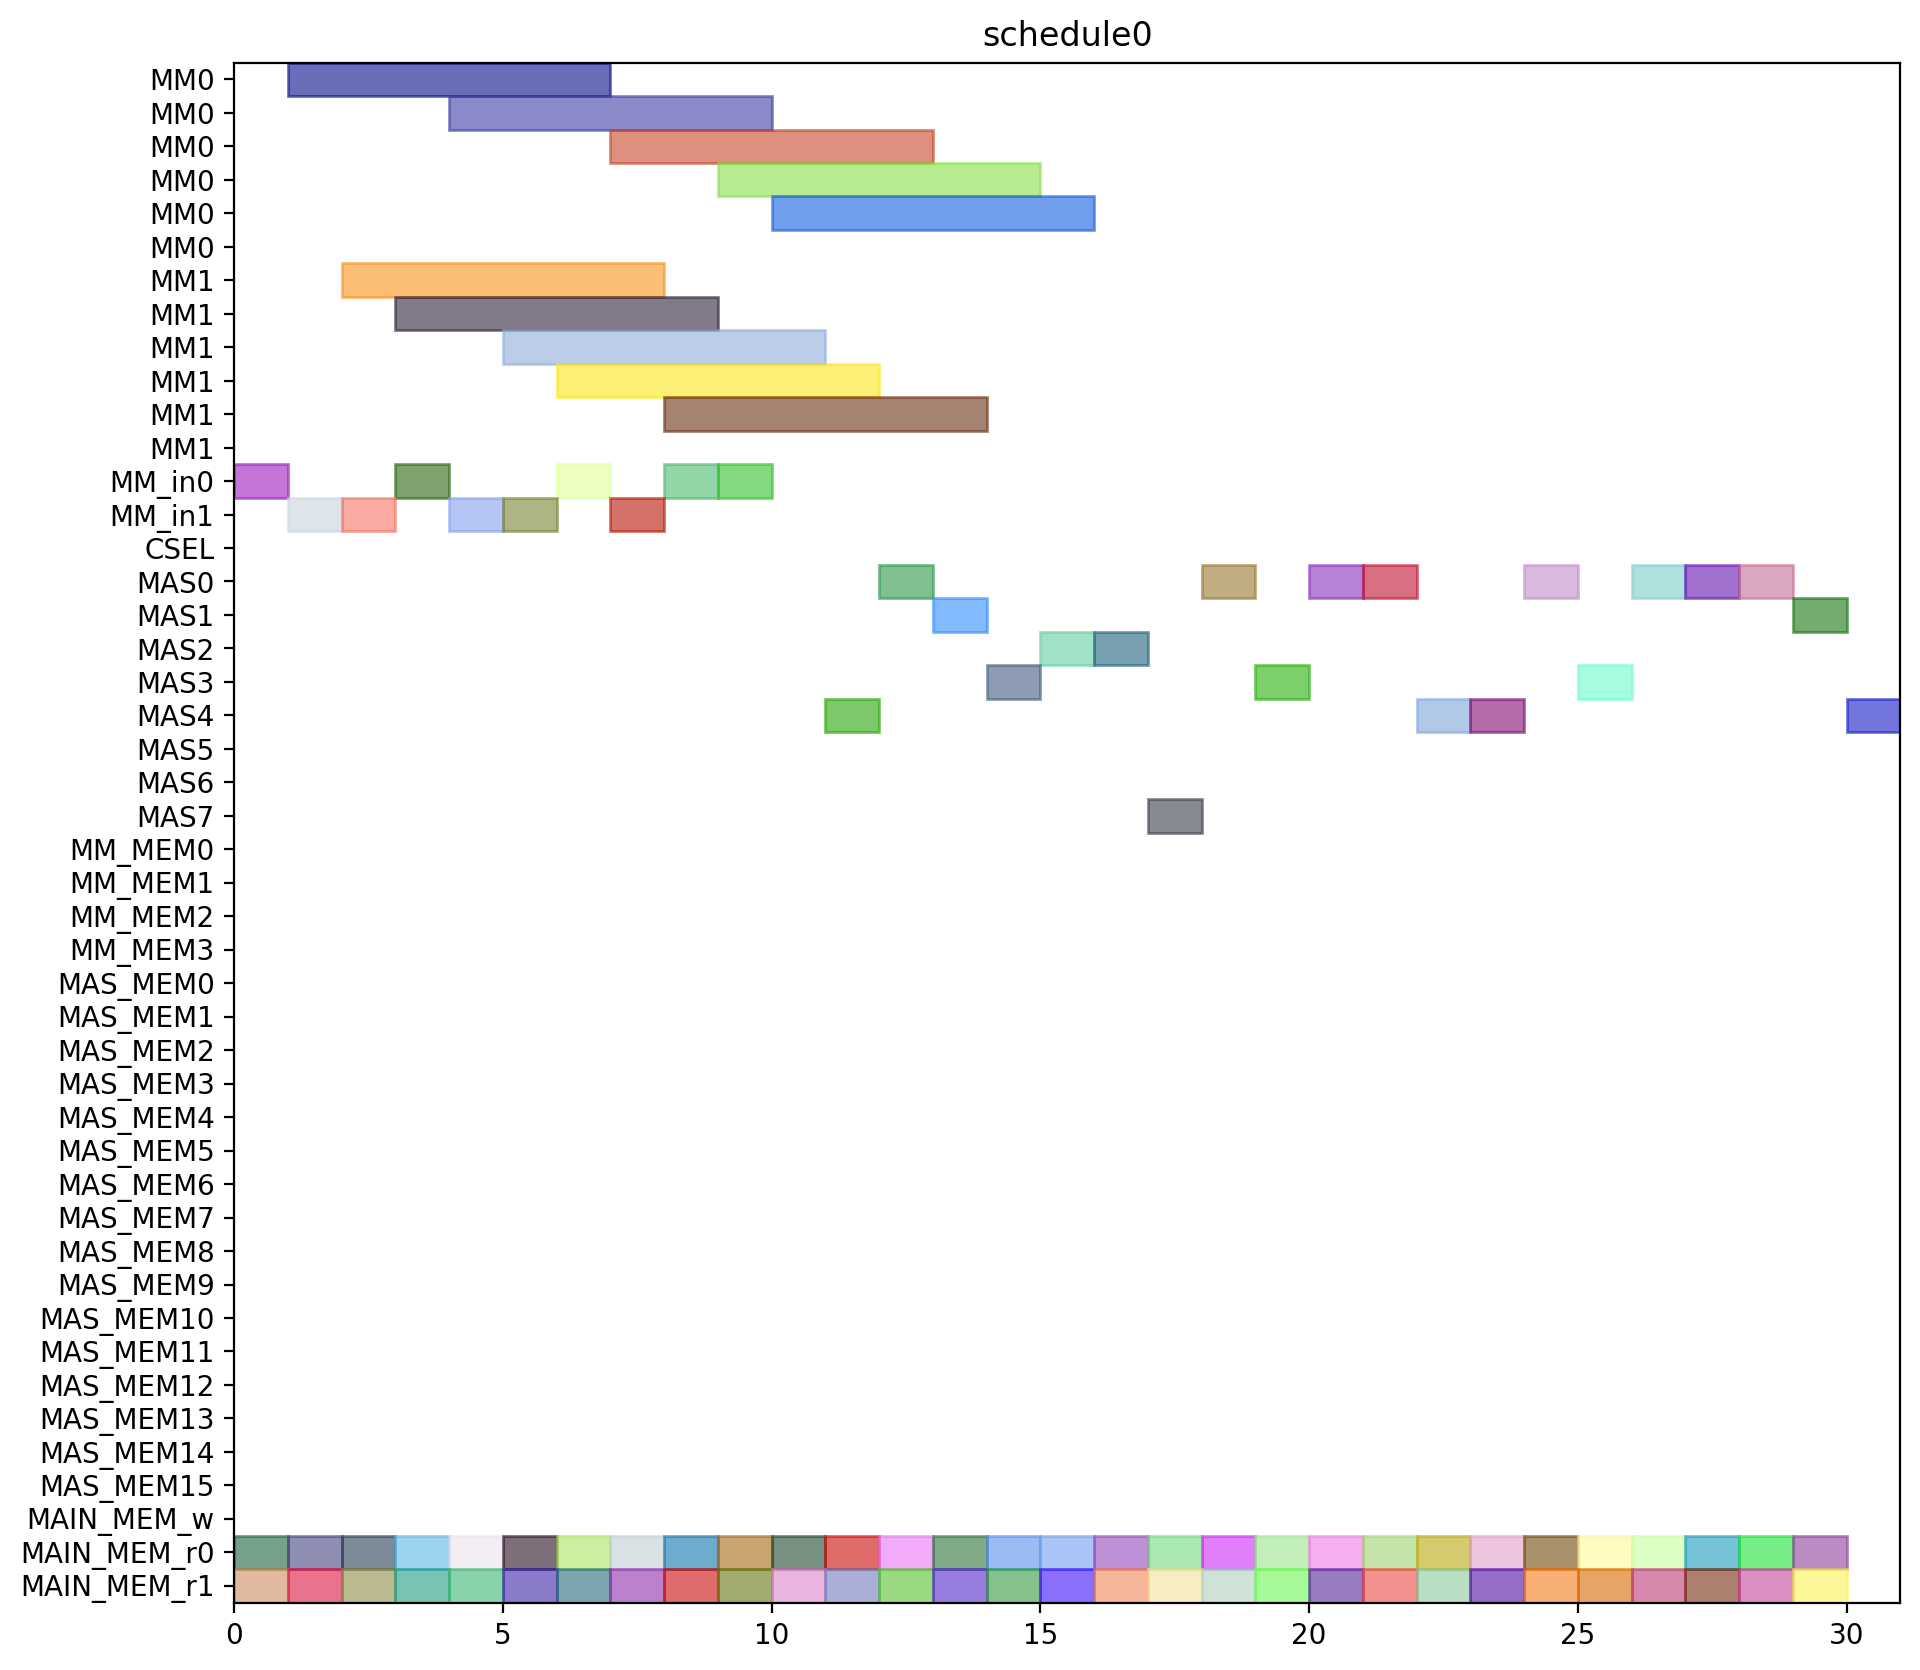 schedule0
MM0
MM0
MM0
MM0
MM0
MM0
MM1
MM1
MM1
MM1
MM1
MM1
MM_in0
MM_in1
CSEL
MAS0
MAS1
MAS2
MAS3
MAS4
MAS5
MAS6
MAS7
MM_MEM0
MM_MEM1
MM_MEM2
MM_MEM3
MAS_MEM0
MAS_MEM1
MAS_MEM2
MAS_MEM3
MAS_MEM4
MAS_MEM5
MAS_MEM6
MAS_MEM7
MAS_MEM8
MAS_MEM9
MAS_MEM10
MAS_MEM11
MAS_MEM12
MAS_MEM13
MAS_MEM14
MAS_MEM15
MAIN_MEM_w
MAIN_MEM_r0
MAIN_MEM_r1
0 5 10 15 20 25 30